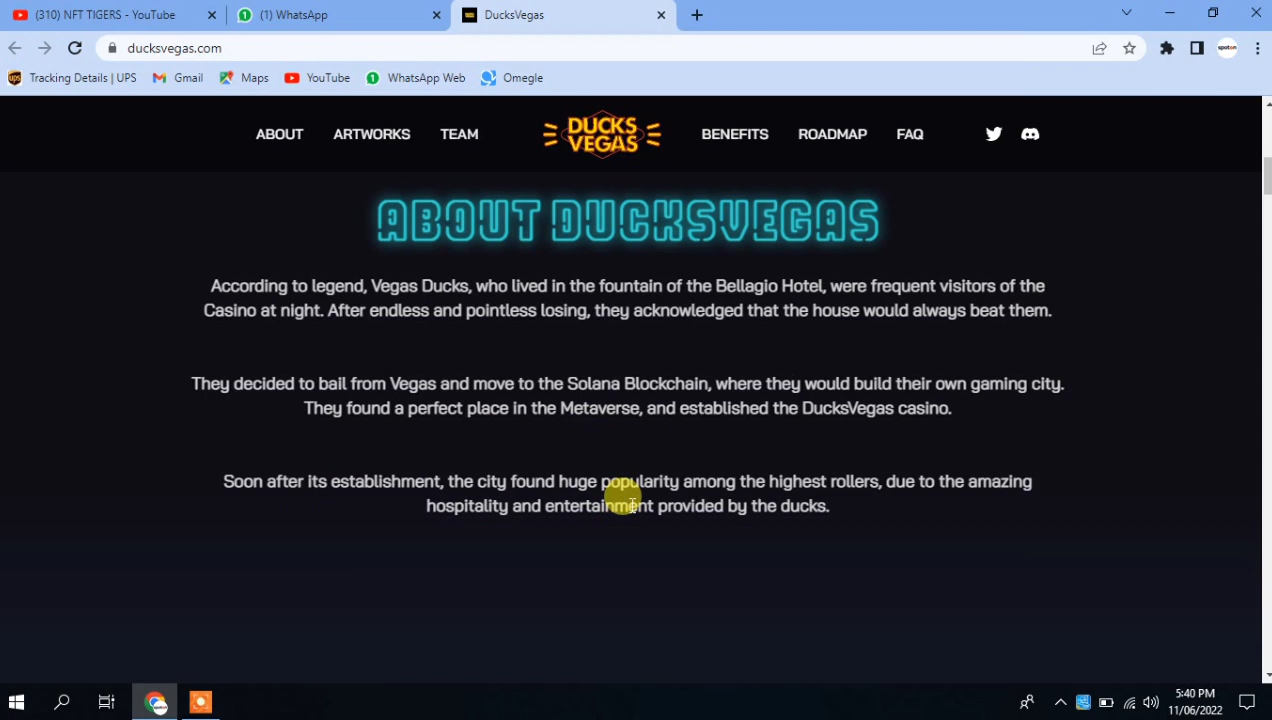 (310) NFT TIGERS - YouTube
(1) WhatsApp
DucksVegas
ducksvegas.com
spoton
Tracking Details | UPS
Gmail
Maps
YouTube
WhatsApp Web
Omegle
ABOUT
ARTWORKS
TEAM
DUCKS
VEGAS
BENEFITS
ROADMAP
FAQ
ABOUT DUCKSVEGAS
According to legend, Vegas Ducks, who lived in the fountain of the Bellagio Hotel, were frequent visitors of the
Casino at night. After endless and pointless losing, they acknowledged that the house would always beat them.
They decided to bail from Vegas and move to the Solana Blockchain, where they would build their own gaming city.
They found a perfect place in the Metaverse, and established the DucksVegas casino.
Soon after its establishment, the city found huge popularity among the highest rollers, due to the amazing
hospitality and entertainment provided by the ducks.
5:40 PM
11/06/2022